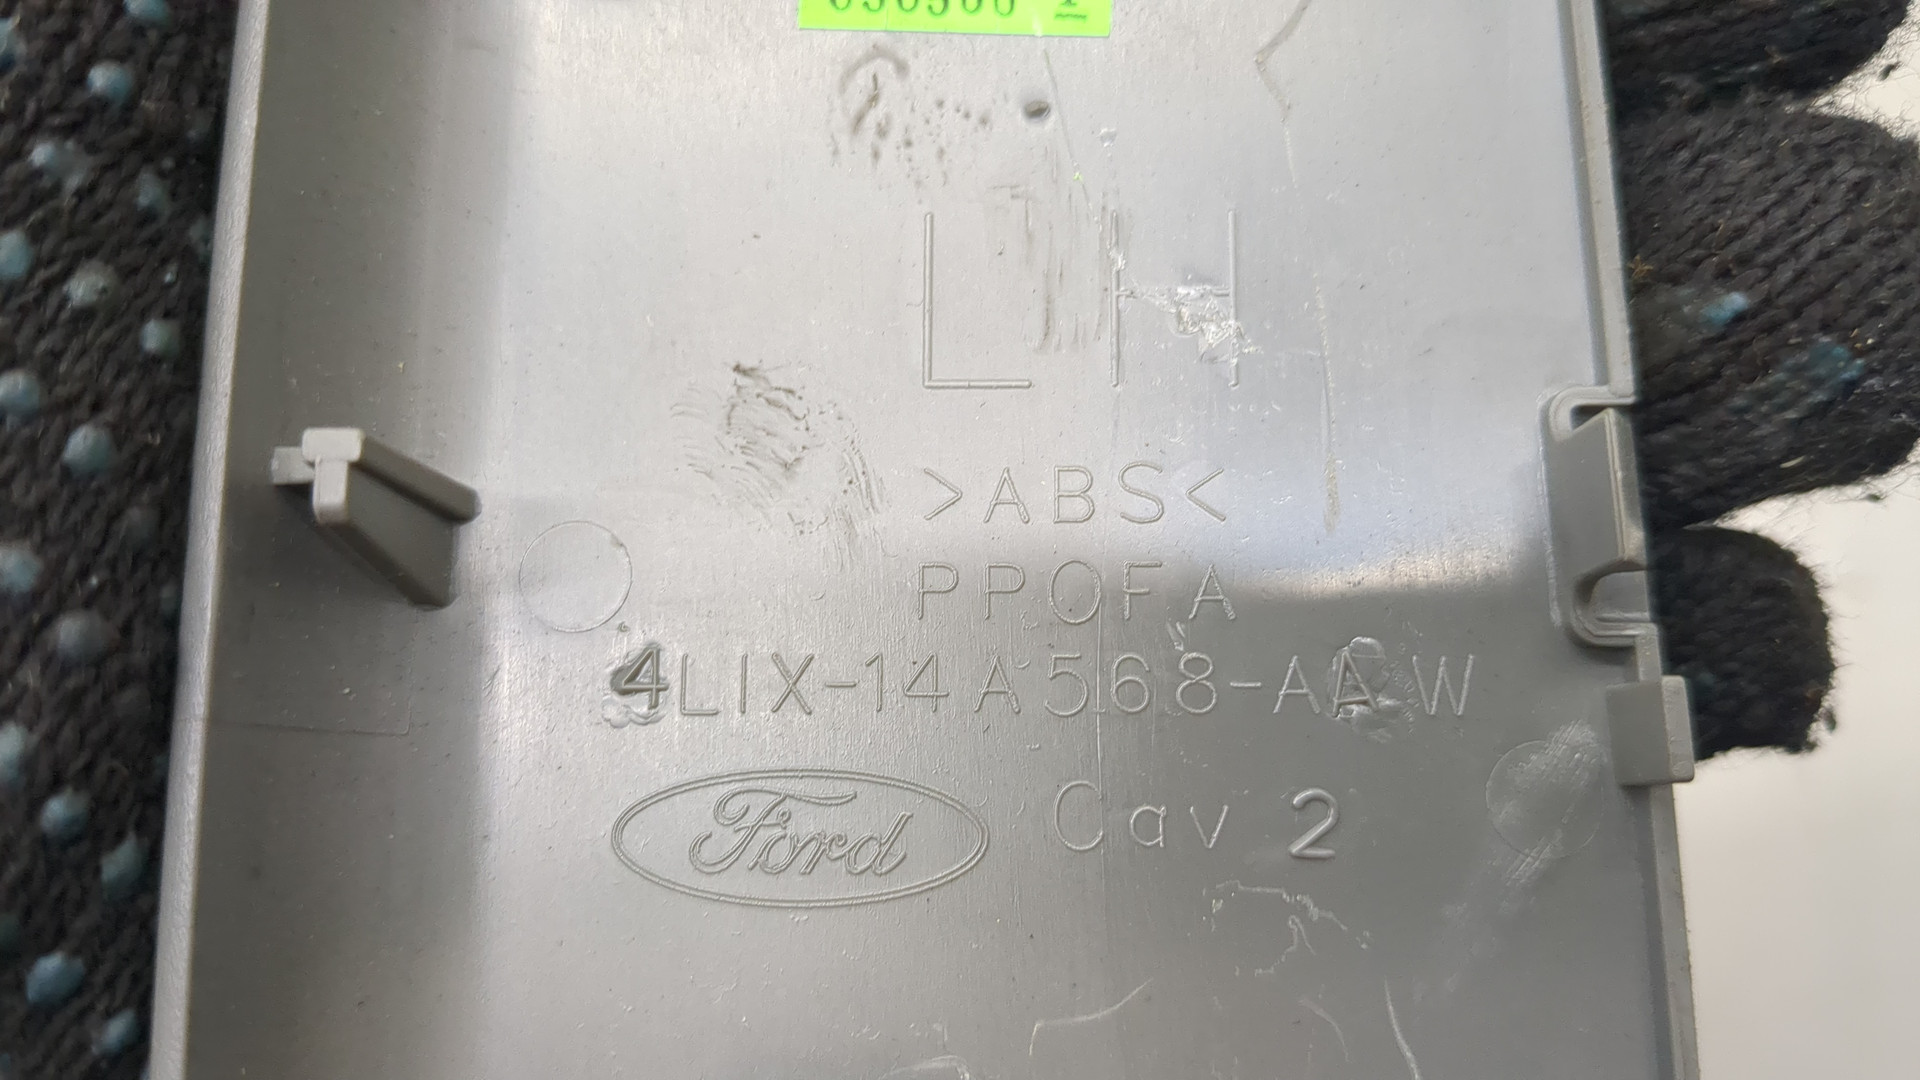 LH
>ABS<
PPOFA
4LIX-14A568-AAW
Ford Cav 2